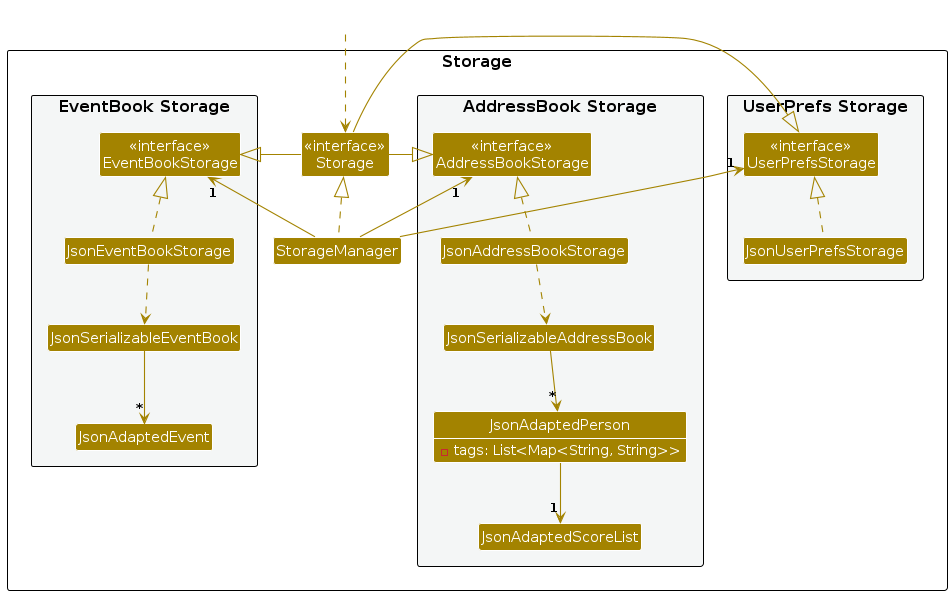 Storage
EventBook Storage
«interface»
EventBookStorage
1
JsonEventBookStorage
JsonSerializableEventBook
*
JsonAdaptedEvent
«interface»
Storage
StorageManager
AddressBook Storage
«interface»
AddressBookStorage
1
JsonAddressBookStorage
JsonSerializableAddressBook
*
JsonAdaptedPerson
tags: List<Map<String, String>>
1
JsonAdaptedScoreList
UserPrefs Storage
«interface»
UserPrefsStorage
1
JsonUserPrefsStorage